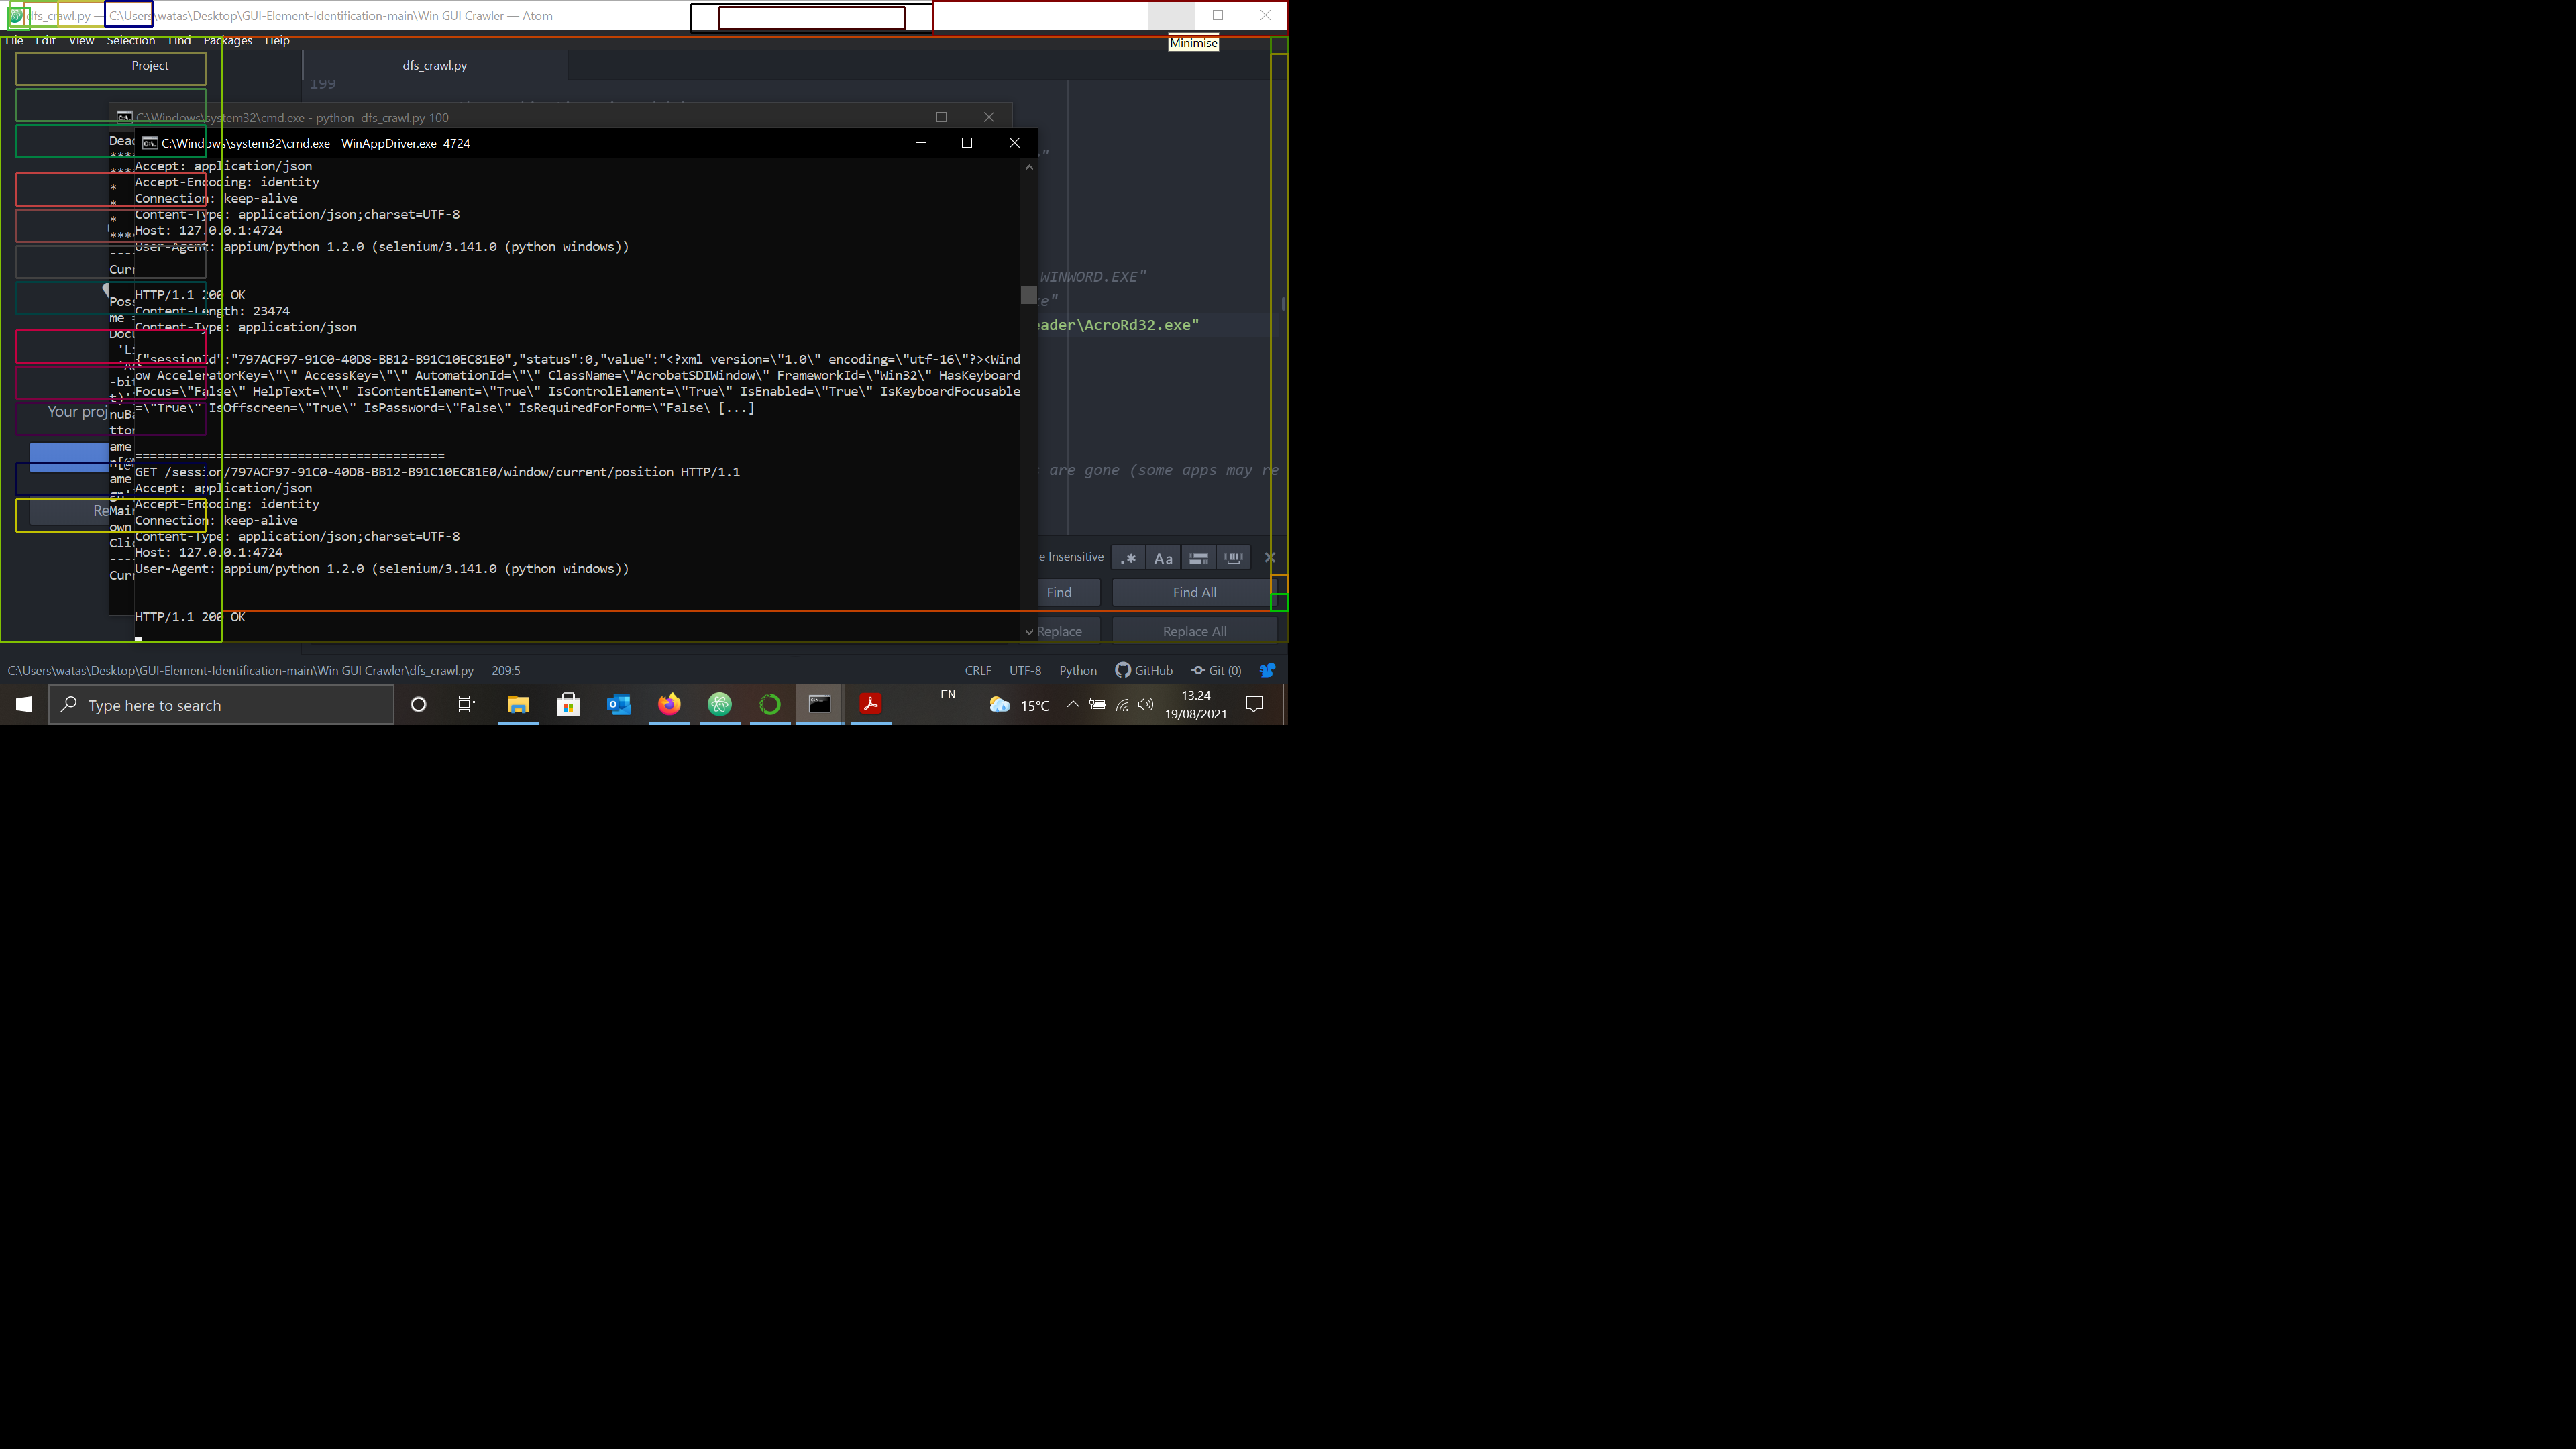 dfs_crawl.py — C:\Users\watas\Desktop\GUI-Element-Identification-main\Win GUI Crawler — Atom
File Edit View Selection Find Packages Help
Minimise
Project
dfs_crawl.py
199
C:\Windows\system32\cmd.exe - python dfs_crawl.py 100
C:\Windows\system32\cmd.exe - WinAppDriver.exe 4724
Accept: application/json
Accept-Encoding: identity
Connection: keep-alive
Content-Type: application/json;charset=UTF-8
Host: 127.0.0.1:4724
User-Agent: appium/python 1.2.0 (selenium/3.141.0 (python windows))
HTTP/1.1 200 OK
Content-Length: 23474
Content-Type: application/json
{"sessionId":"797ACF97-91C0-40D8-BB12-B91C10EC81E0","status":0,"value":"<?xml version=\"1.0\" encoding=\"utf-16\"?><Wind
ow AcceleratorKey=\"\" AccessKey=\"\" AutomationId=\"\" ClassName=\"AcrobatSDIWindow\" FrameworkId=\"Win32\" HasKeyboard
Focus=\"False\" HelpText=\"\" IsContentElement=\"True\" IsControlElement=\"True\" IsEnabled=\"True\" IsKeyboardFocusable
=\"True\" IsOffscreen=\"True\" IsPassword=\"False\" IsRequiredForForm=\"False\ [...]
==========================================
GET /session/797ACF97-91C0-40D8-BB12-B91C10EC81E0/window/current/position HTTP/1.1
Accept: application/json
Accept-Encoding: identity
Connection: keep-alive
Content-Type: application/json;charset=UTF-8
Host: 127.0.0.1:4724
User-Agent: appium/python 1.2.0 (selenium/3.141.0 (python windows))
HTTP/1.1 200 OK
WINWORD.EXE"
xe"
eader\AcroRd32.exe"
are gone (some apps may re
Your proj
e Insensitive
.* Aa
Find
Find All
Replace
Replace All
C:\Users\watas\Desktop\GUI-Element-Identification-main\Win GUI Crawler\dfs_crawl.py 209:5
CRLF UTF-8 Python GitHub Git (0)
Type here to search
EN
15°C
13.24
19/08/2021